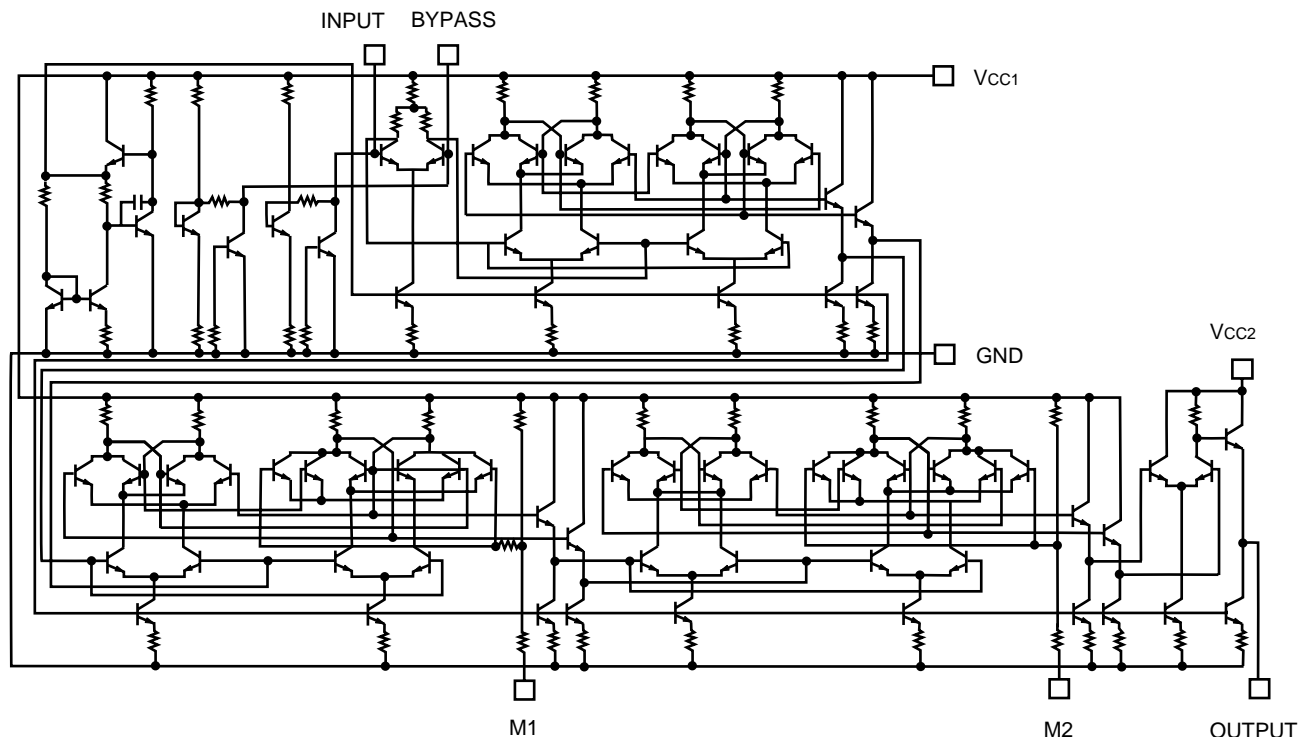 INPUT BYPASS
VCC1
GND
VCC2
M1
M2
OUTPUT